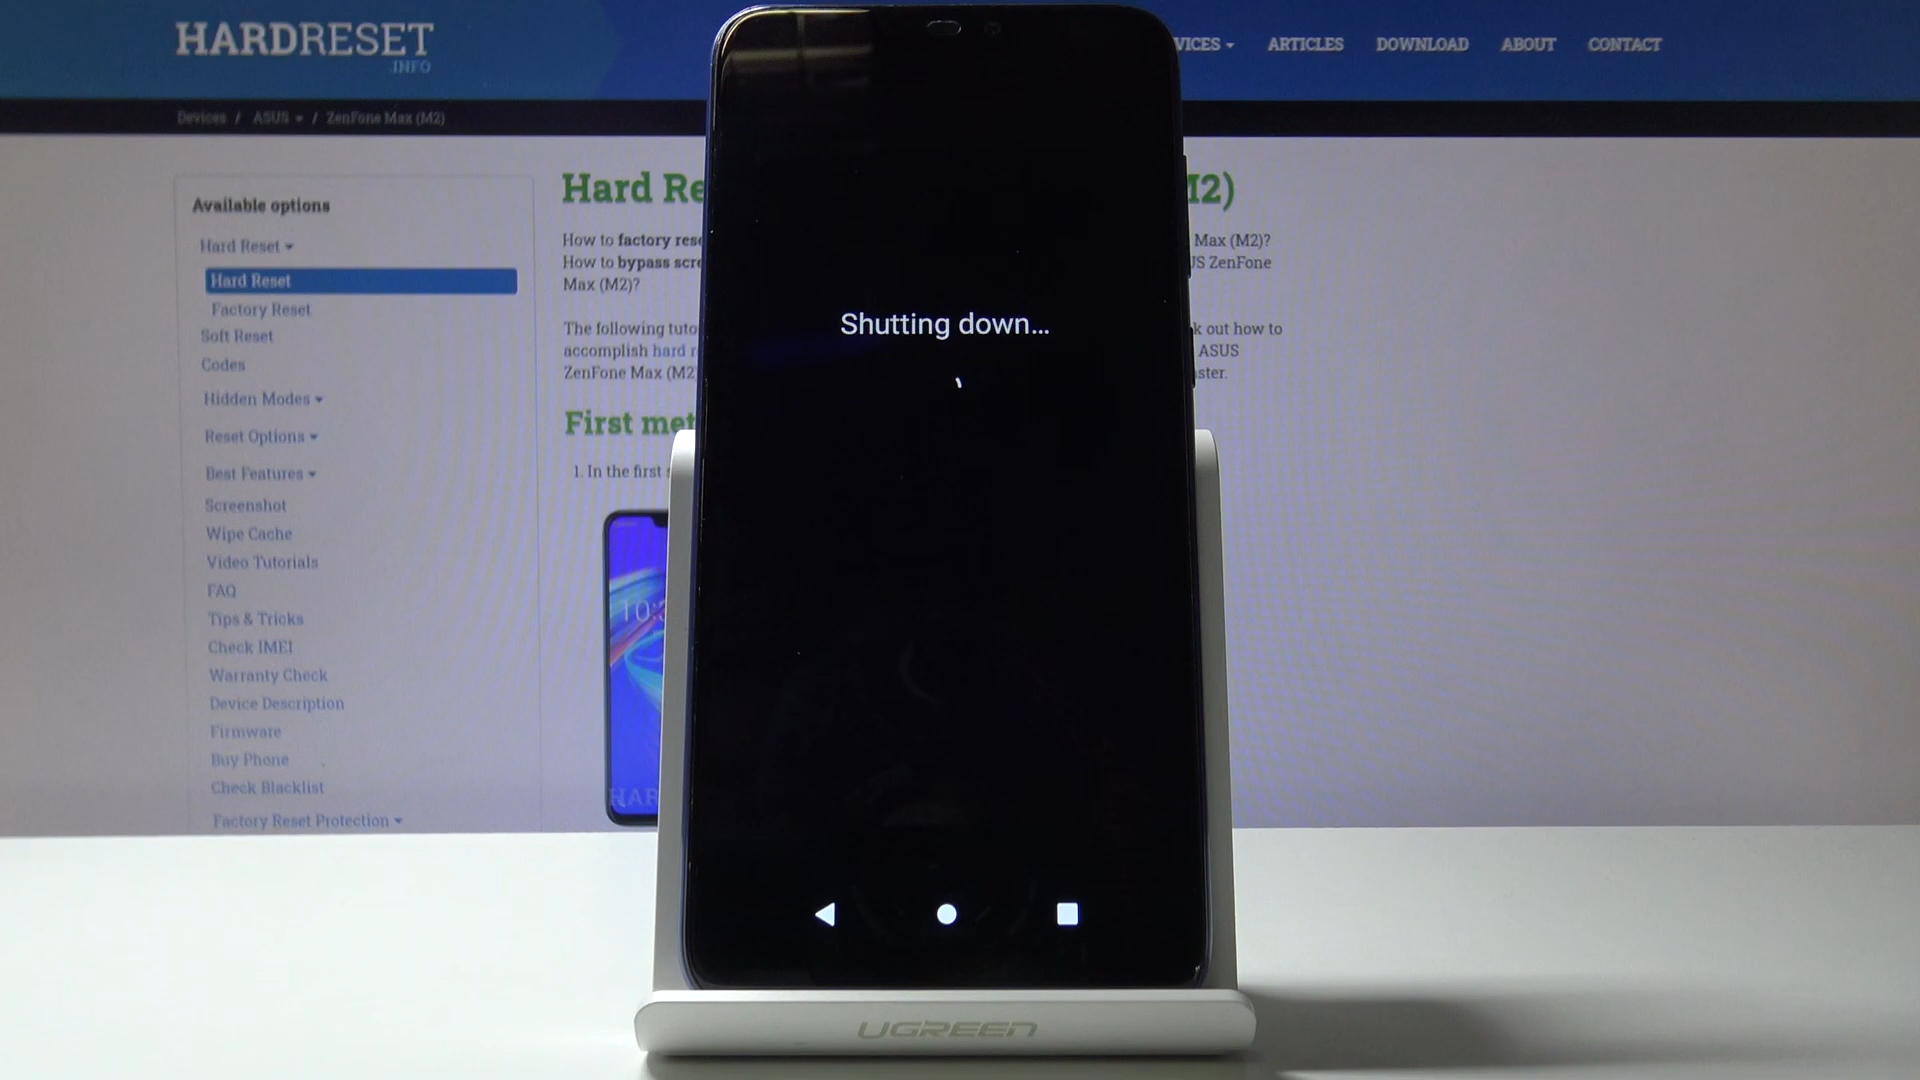 HARDRESET
.INFO
VICES
ARTICLES
DOWNLOAD
ABOUT
CONTACT
Devices / ASUS / ZenFone Max (M2)
Available options
Hard Reset
Hard Reset
Factory Reset
Soft Reset
Codes
Hidden Modes
Reset Options
Best Features
Screenshot
Wipe Cache
Video Tutorials
FAQ
Tips & Tricks
Check IMEI
Warranty Check
Device Description
Firmware
Buy Phone
Check Blacklist
Factory Reset Protection
Hard Re
M2)
How to factory rese
Max (M2)?
How to bypass scre
US ZenFone
Max (M2)?
The following tuto
k out how to
accomplish hard r
ASUS
ZenFone Max (M2
aster.
First met
1. In the first
10:
HAR
Shutting down...
UGREEN